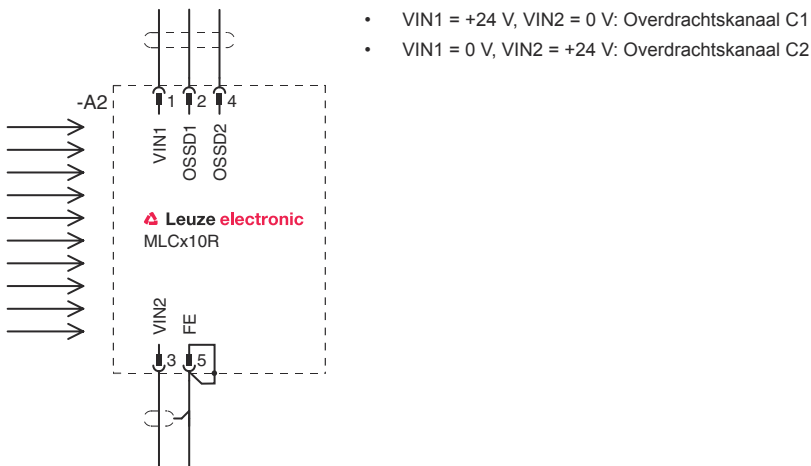 • VIN1 = +24 V, VIN2 = 0 V: Overdrachtskanaal C1
• VIN1 = 0 V, VIN2 = +24 V: Overdrachtskanaal C2
-A2
1 2 4
VIN1
OSSD1
OSSD2
Leuze electronic
MLCx10R
VIN2
FE
3 5